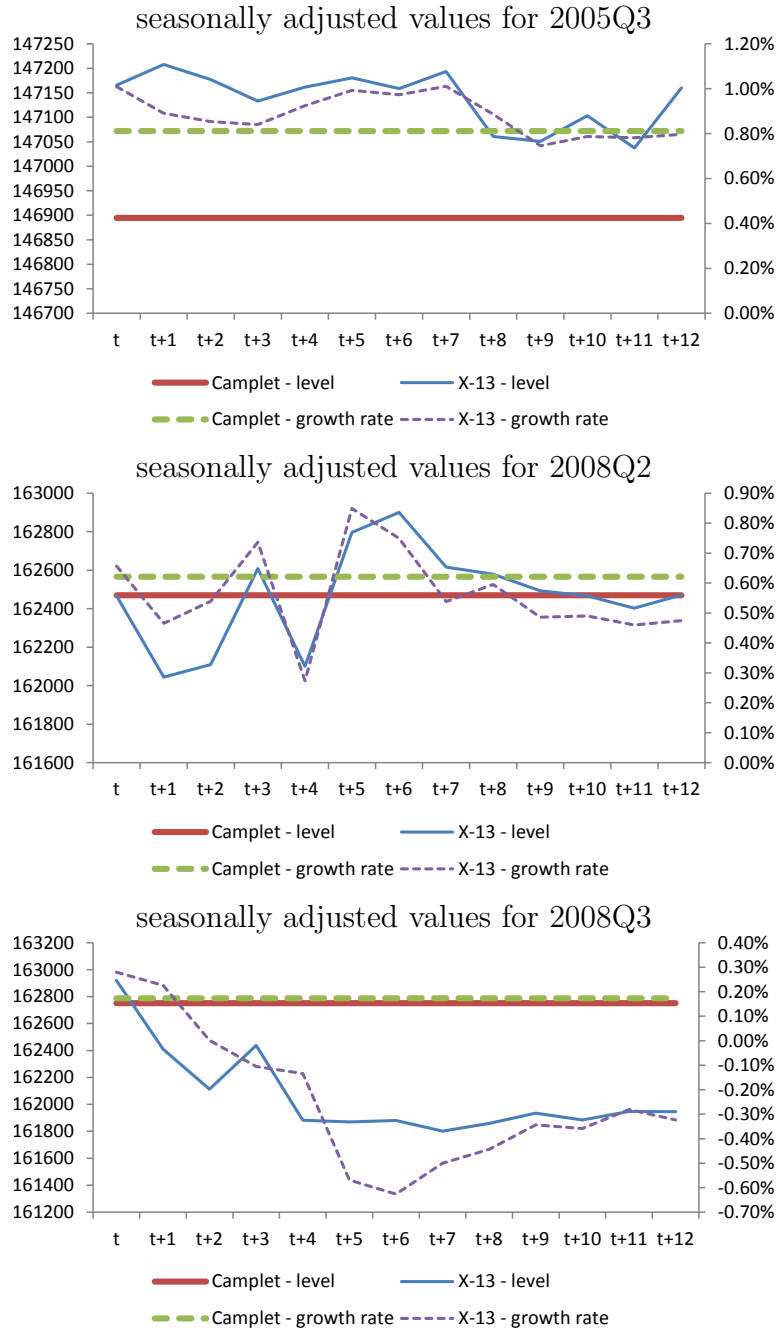 seasonally adjusted values for 2005Q3
147250 1.20%
147200
147150 1.00%
147100
147050 0.80%
147000
146950 0.60%
146900
146850 0.40%
146800 0.20%
146750
146700 0.00%
t t+1 t+2 t+3 t+4 t+5 t+6 t+7 t+8 t+9 t+10 t+11 t+12
Camplet - level X-13 - level
Camplet - growth rate X-13 - growth rate
seasonally adjusted values for 2008Q2
163000 0.90%
162800 0.80%
0.70%
162600 0.60%
162400 0.50%
162200 0.40%
0.30%
162000 0.20%
161800 0.10%
161600 0.00%
t t+1 t+2 t+3 t+4 t+5 t+6 t+7 t+8 t+9 t+10 t+11 t+12
Camplet - level X-13 - level
Camplet - growth rate X-13 - growth rate
seasonally adjusted values for 2008Q3
163200 0.40%
163000 0.30%
162800 0.20%
162600 0.10%
0.00%
162400 -0.10%
162200 -0.20%
162000 -0.30%
161800 -0.40%
161600 -0.50%
161400 -0.60%
161200 -0.70%
t t+1 t+2 t+3 t+4 t+5 t+6 t+7 t+8 t+9 t+10 t+11 t+12
Camplet - level X-13 - level
Camplet - growth rate X-13 - growth rate